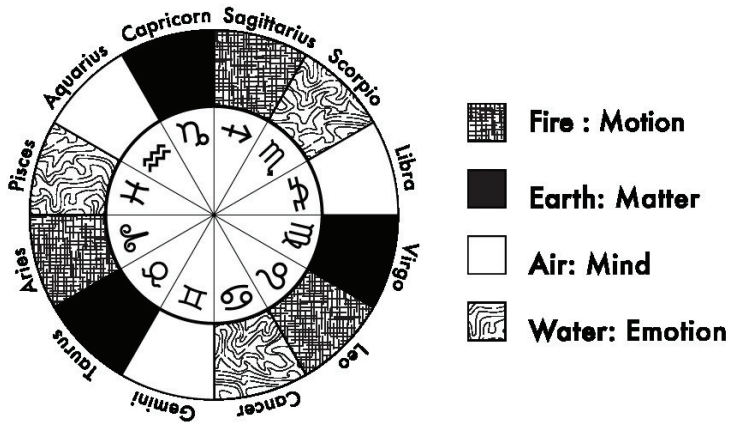 Capricorn
Sagittarius
Scorpio
Libra
Virgo
Leo
Cancer
Gemini
Taurus
Aries
Pisces
Aquarius
Fire : Motion
Earth: Matter
Air: Mind
Water: Emotion